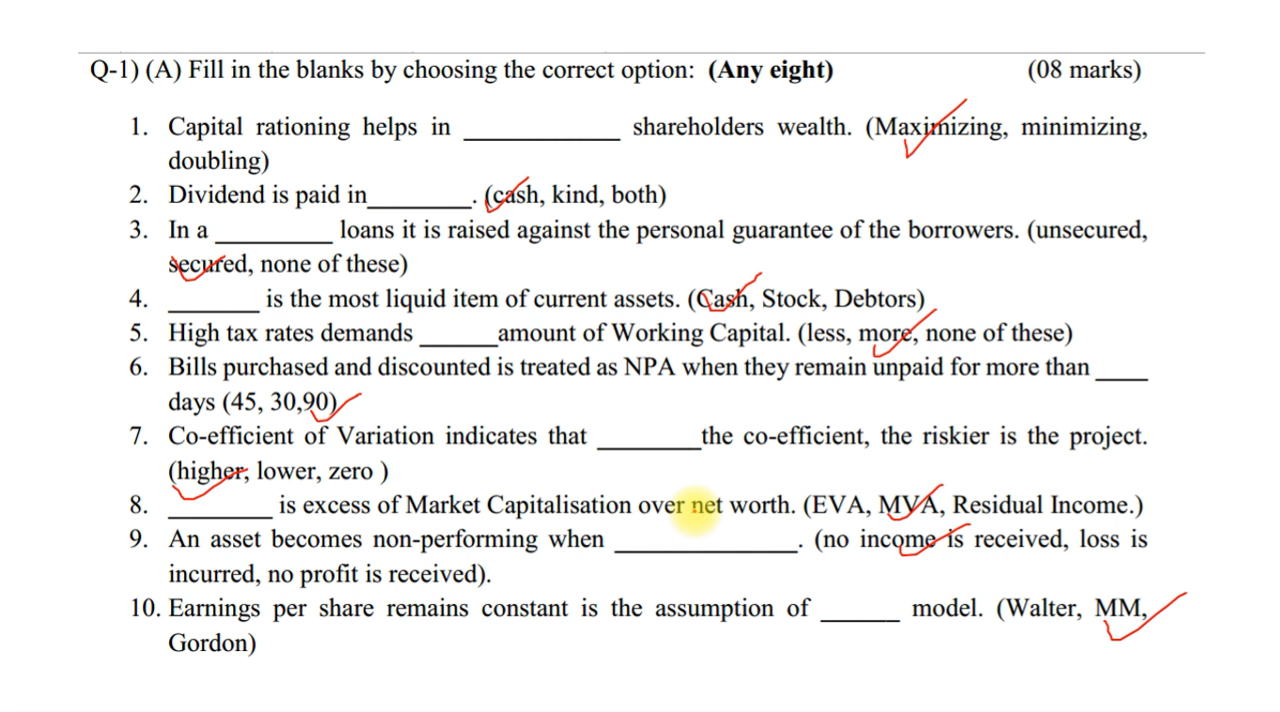 Q-1) (A) Fill in the blanks by choosing the correct option: (Any eight) (08 marks)
1. Capital rationing helps in ____________ shareholders wealth. (Maximizing, minimizing,
doubling)
2. Dividend is paid in________. (cash, kind, both)
3. In a _________ loans it is raised against the personal guarantee of the borrowers. (unsecured,
secured, none of these)
4. _______ is the most liquid item of current assets. (Cash, Stock, Debtors)
5. High tax rates demands ______amount of Working Capital. (less, more, none of these)
6. Bills purchased and discounted is treated as NPA when they remain unpaid for more than ____
days (45, 30,90)
7. Co-efficient of Variation indicates that ________the co-efficient, the riskier is the project.
(higher, lower, zero )
8. ________ is excess of Market Capitalisation over net worth. (EVA, MVA, Residual Income.)
9. An asset becomes non-performing when ______________. (no income is received, loss is
incurred, no profit is received).
10. Earnings per share remains constant is the assumption of ______ model. (Walter, MM,
Gordon)